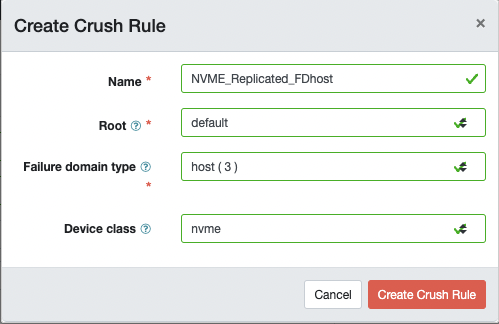 Create Crush Rule ×
Name * NVME_Replicated_FDhost
Root ? * default
Failure domain type ? host ( 3 )
*
Device class ? nvme
Cancel Create Crush Rule